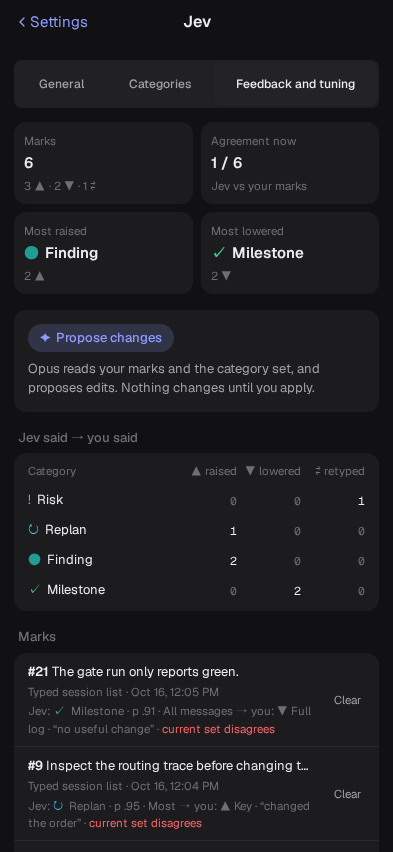 Settings
Jev
General Categories Feedback and tuning
Marks
6
3 ▲ · 2 ▼ · 1 ⇄
Agreement now
1 / 6
Jev vs your marks
Most raised
Finding
2 ▲
Most lowered
✓ Milestone
2 ▼
✦ Propose changes
Opus reads your marks and the category set, and
proposes edits. Nothing changes until you apply.
Jev said → you said
Category ▲ raised ▼ lowered ⇄ retyped
! Risk 0 0 1
↻ Replan 1 0 0
Finding 2 0 0
✓ Milestone 0 2 0
Marks
#21 The gate run only reports green.
Typed session list · Oct 16, 12:05 PM
Jev: ✓ Milestone · p .91 · All messages → you: ▼ Full
log · “no useful change” · current set disagrees
Clear
#9 Inspect the routing trace before changing t…
Typed session list · Oct 16, 12:04 PM
Jev: ↻ Replan · p .95 · Most → you: ▲ Key · “changed
the order” · current set disagrees
Clear